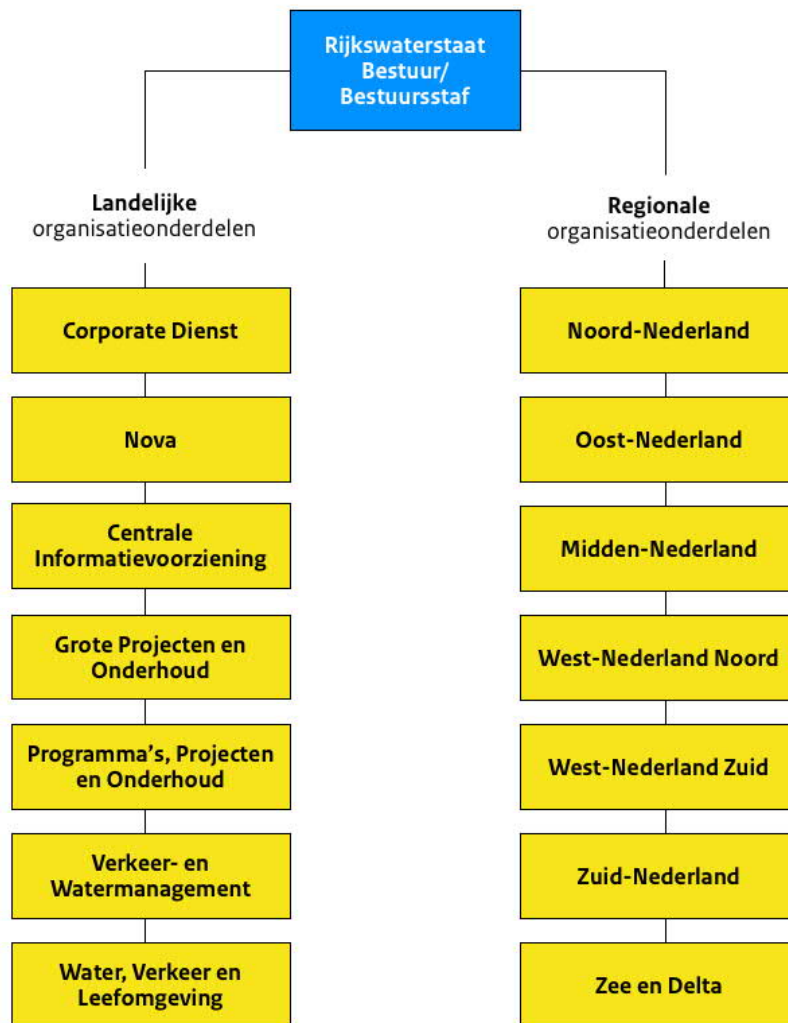 Rijkswaterstaat
Bestuur/
Bestuursstaf
Landelijke
organisatieonderdelen
Corporate Dienst
Nova
Centrale
Informatievoorziening
Grote Projecten en
Onderhoud
Programma's, Projecten
en Onderhoud
Verkeer- en
Watermanagement
Water, Verkeer en
Leefomgeving
Regionale
organisatieonderdelen
Noord-Nederland
Oost-Nederland
Midden-Nederland
West-Nederland Noord
West-Nederland Zuid
Zuid-Nederland
Zee en Delta